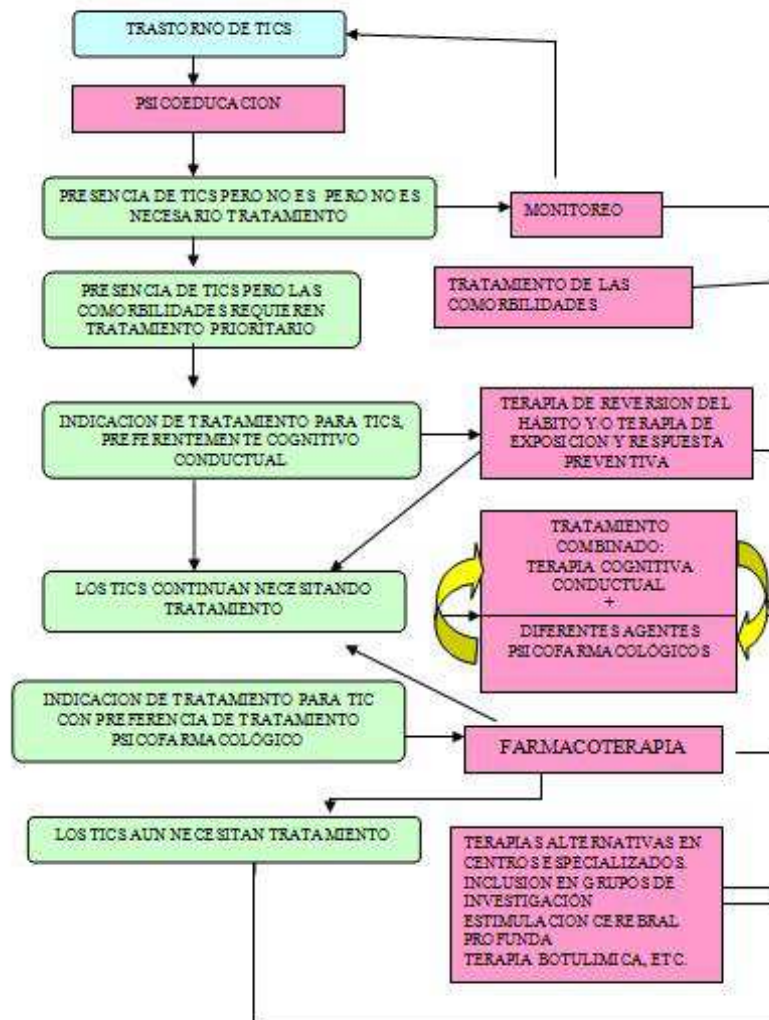 TRASTORNO DE TICS
PSICOEDUCACION
PRESENCIA DE TICS PERO NO ES PERO NO ES
NECESARIO TRATAMIENTO
MONITOREO
TRATAMIENTO DE LAS
COMORBILIDADES
PRESENCIA DE TICS PERO LAS
COMORBILIDADES REQUIEREN
TRATAMIENTO PRIORITARIO
INDICACION DE TRATAMIENTO PARA TICS,
PREFERENTEMENTE COGNITIVO
CONDUCTUAL
TERAPIA DE REVERSION DEL
HABITO Y/O TERAPIA DE
EXPOSICION Y RESPUESTA
PREVENTIVA
TRATAMIENTO
COMBINADO:
TERAPIA COGNITIVA
CONDUCTUAL
+
DIFERENTES AGENTES
PSICOFARMACOLÓGICOS
LOS TICS CONTINUAN NECESITANDO
TRATAMIENTO
INDICACION DE TRATAMIENTO PARA TIC
CON PREFERENCIA DE TRATAMIENTO
PSICOFARMACOLÓGICO
FARMACOTERAPIA
LOS TICS AUN NECESITAN TRATAMIENTO
TERAPIAS ALTERNATIVAS EN
CENTROS ESPECIALIZADOS.
INCLUSION EN GRUPOS DE
INVESTIGACIÓN
ESTIMULACION CEREBRAL
PROFUNDA
TERAPIA BOTULIMICA, ETC.